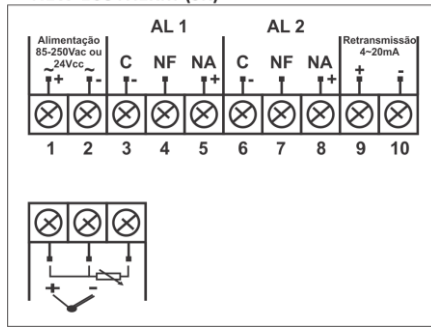 AL 1 AL 2
Alimentação
85-250Vac ou
24Vcc
Retransmissão
4~20mA
C NF NA C NF NA
~+ ~- - + - + + -
1 2 3 4 5 6 7 8 9 10
+ -